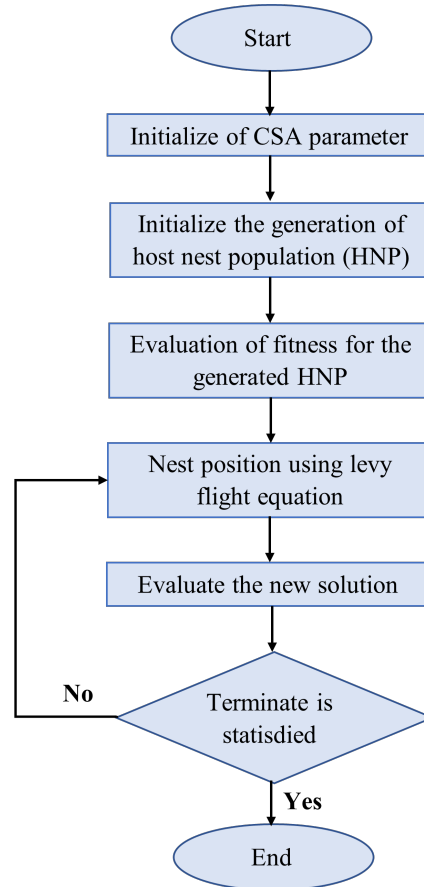 Start
Initialize of CSA parameter
Initialize the generation of
host nest population (HNP)
Evaluation of fitness for the
generated HNP
Nest position using levy
flight equation
Evaluate the new solution
Terminate is
statisdied
No
Yes
End